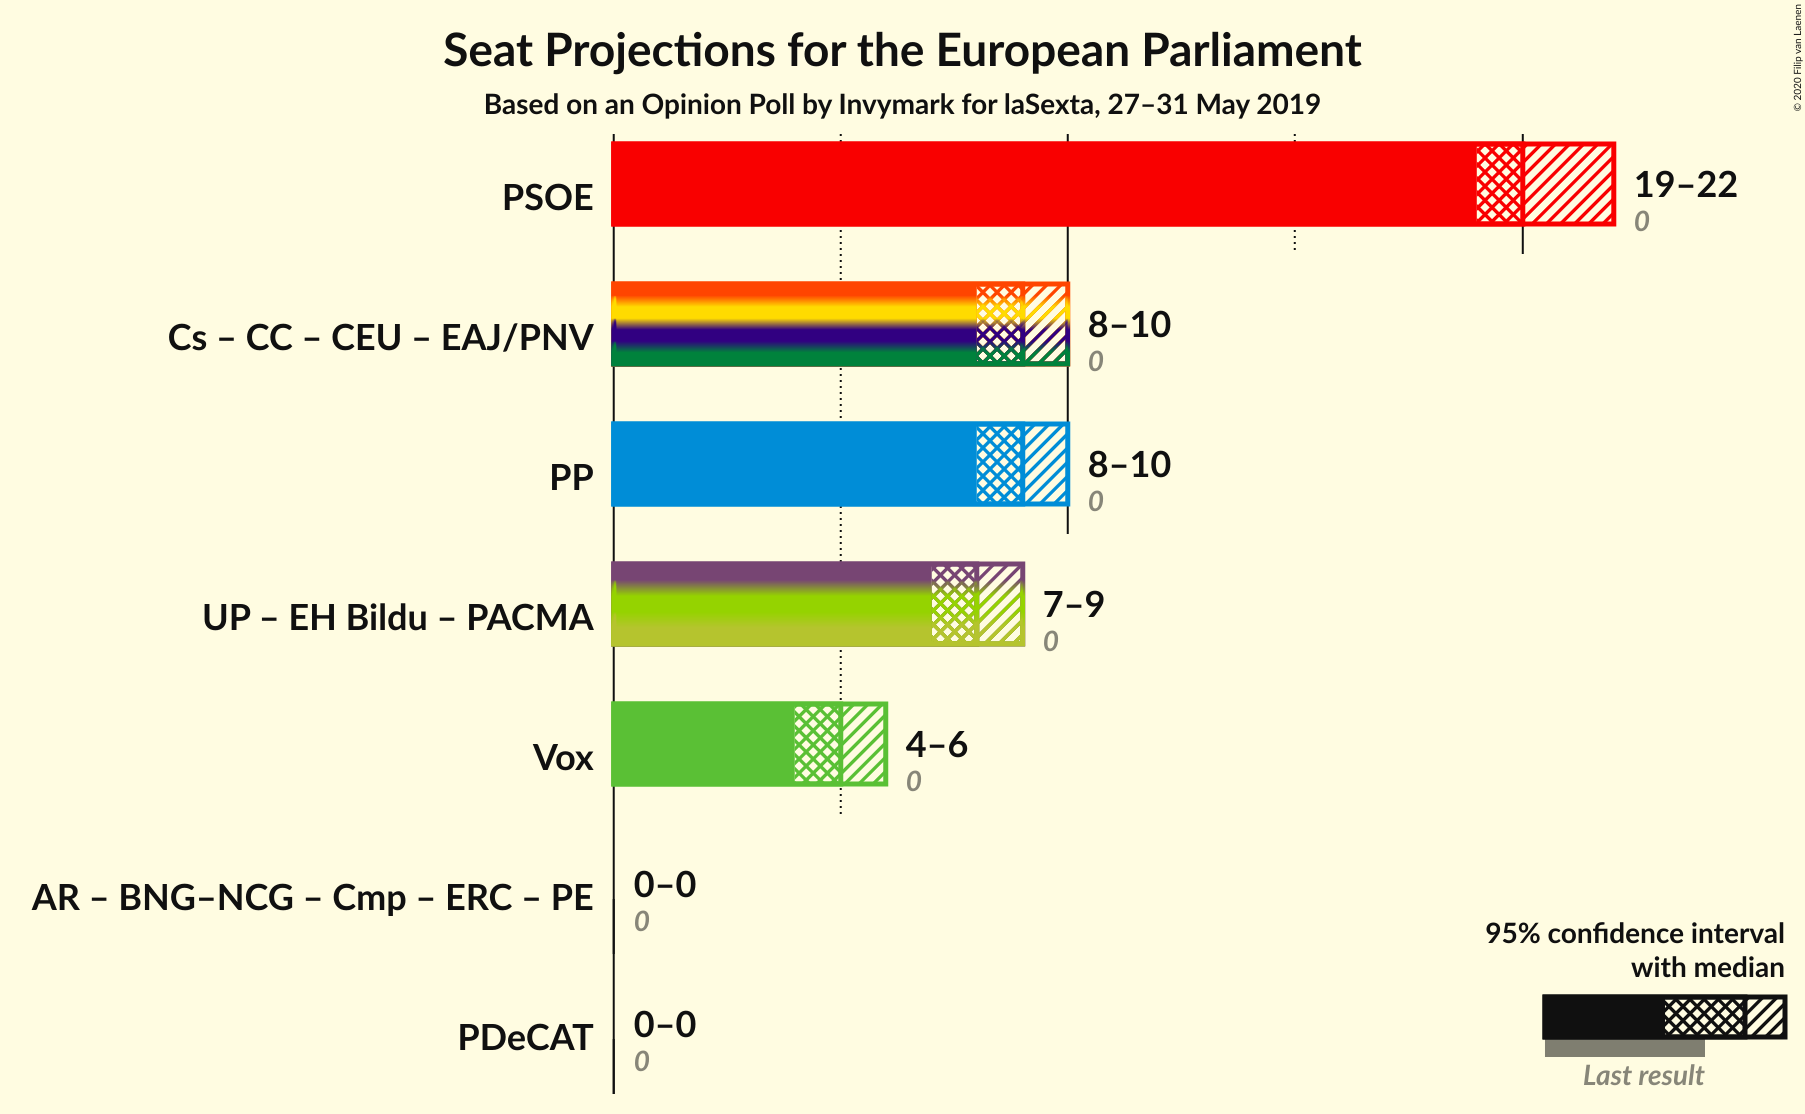 Seat Projections for the European Parliament
Based on an Opinion Poll by Invymark for laSexta, 27–31 May 2019
© 2020 Filip van Laenen
PSOE
19–22
0
Cs – CC – CEU – EAJ/PNV
8–10
0
PP
8–10
0
UP – EH Bildu – PACMA
7–9
0
Vox
4–6
0
AR – BNG–NCG – Cmp – ERC – PE
0–0
0
PDeCAT
0–0
0
95% confidence interval
with median
Last result